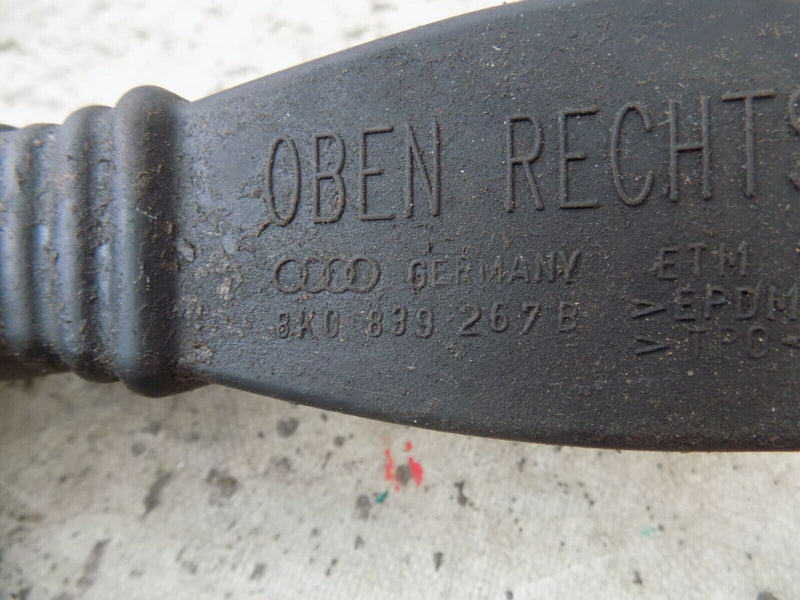 OBEN RECHTS
GERMANY
8K0 839 267 B
ETM
>EPDM
>TPO<